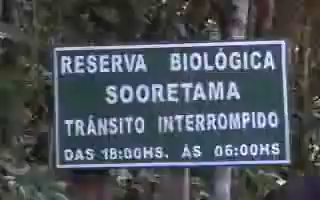 RESERVA BIOLÓGICA
SOORETAMA
TRÂNSITO INTERROMPIDO
DAS 18:00HS. ÀS 06:00HS